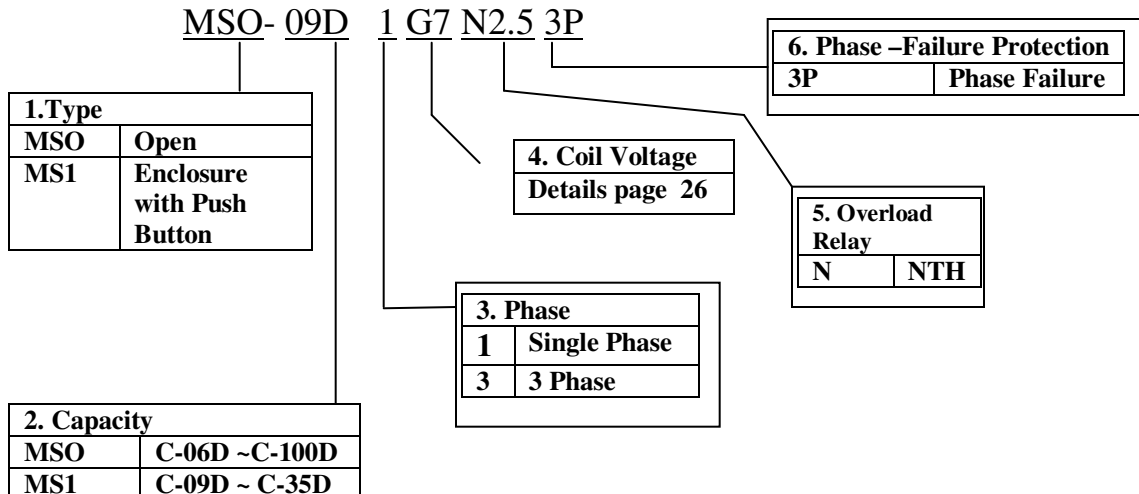 MSO- 09D 1 G7 N2.5 3P
6. Phase –Failure Protection
3P Phase Failure
1.Type
MSO Open
MS1 Enclosure
with Push
Button
4. Coil Voltage
Details page 26
5. Overload
Relay
N NTH
3. Phase
1 Single Phase
3 3 Phase
2. Capacity
MSO C-06D ~C-100D
MS1 C-09D ~ C-35D